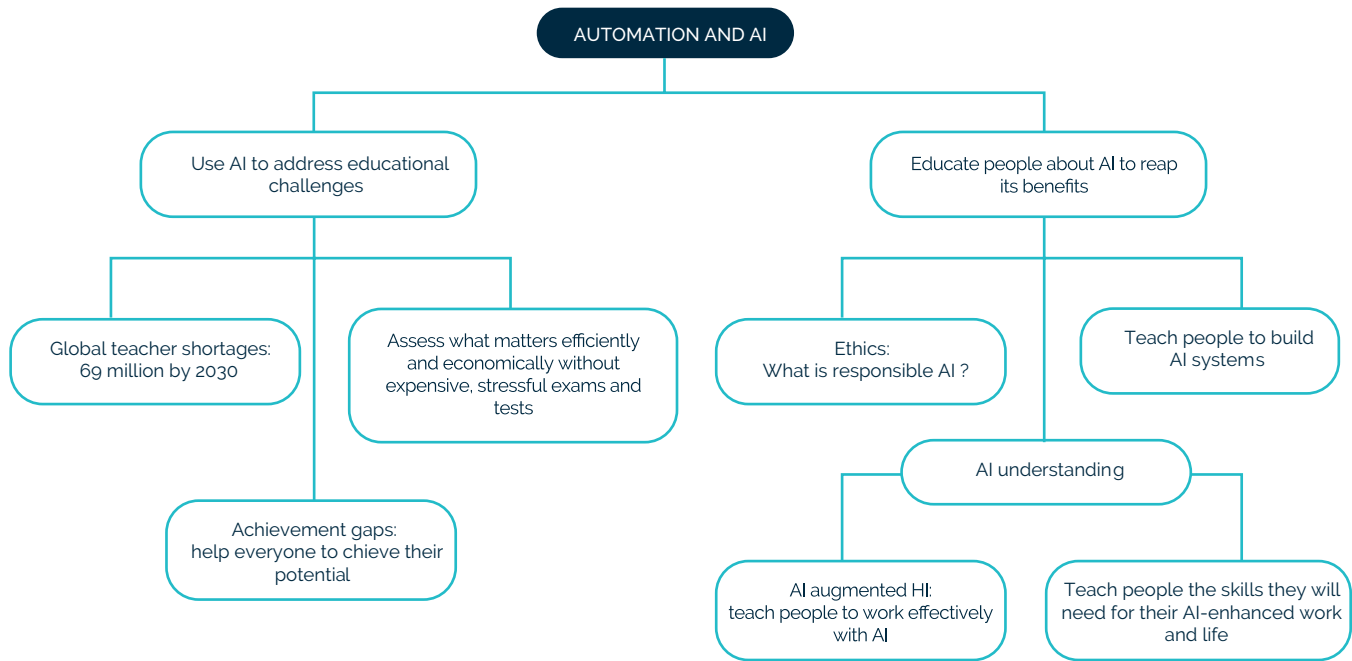 AUTOMATION AND AI
Use AI to address educational
challenges
Educate people about AI to reap
its benefits
Global teacher shortages:
69 million by 2030
Assess what matters efficiently
and economically without
expensive, stressful exams and
tests
Ethics:
What is responsible AI ?
Teach people to build
AI systems
AI understanding
Achievement gaps:
help everyone to chieve their
potential
AI augmented HI:
teach people to work effectively
with AI
Teach people the skills they will
need for their AI-enhanced work
and life